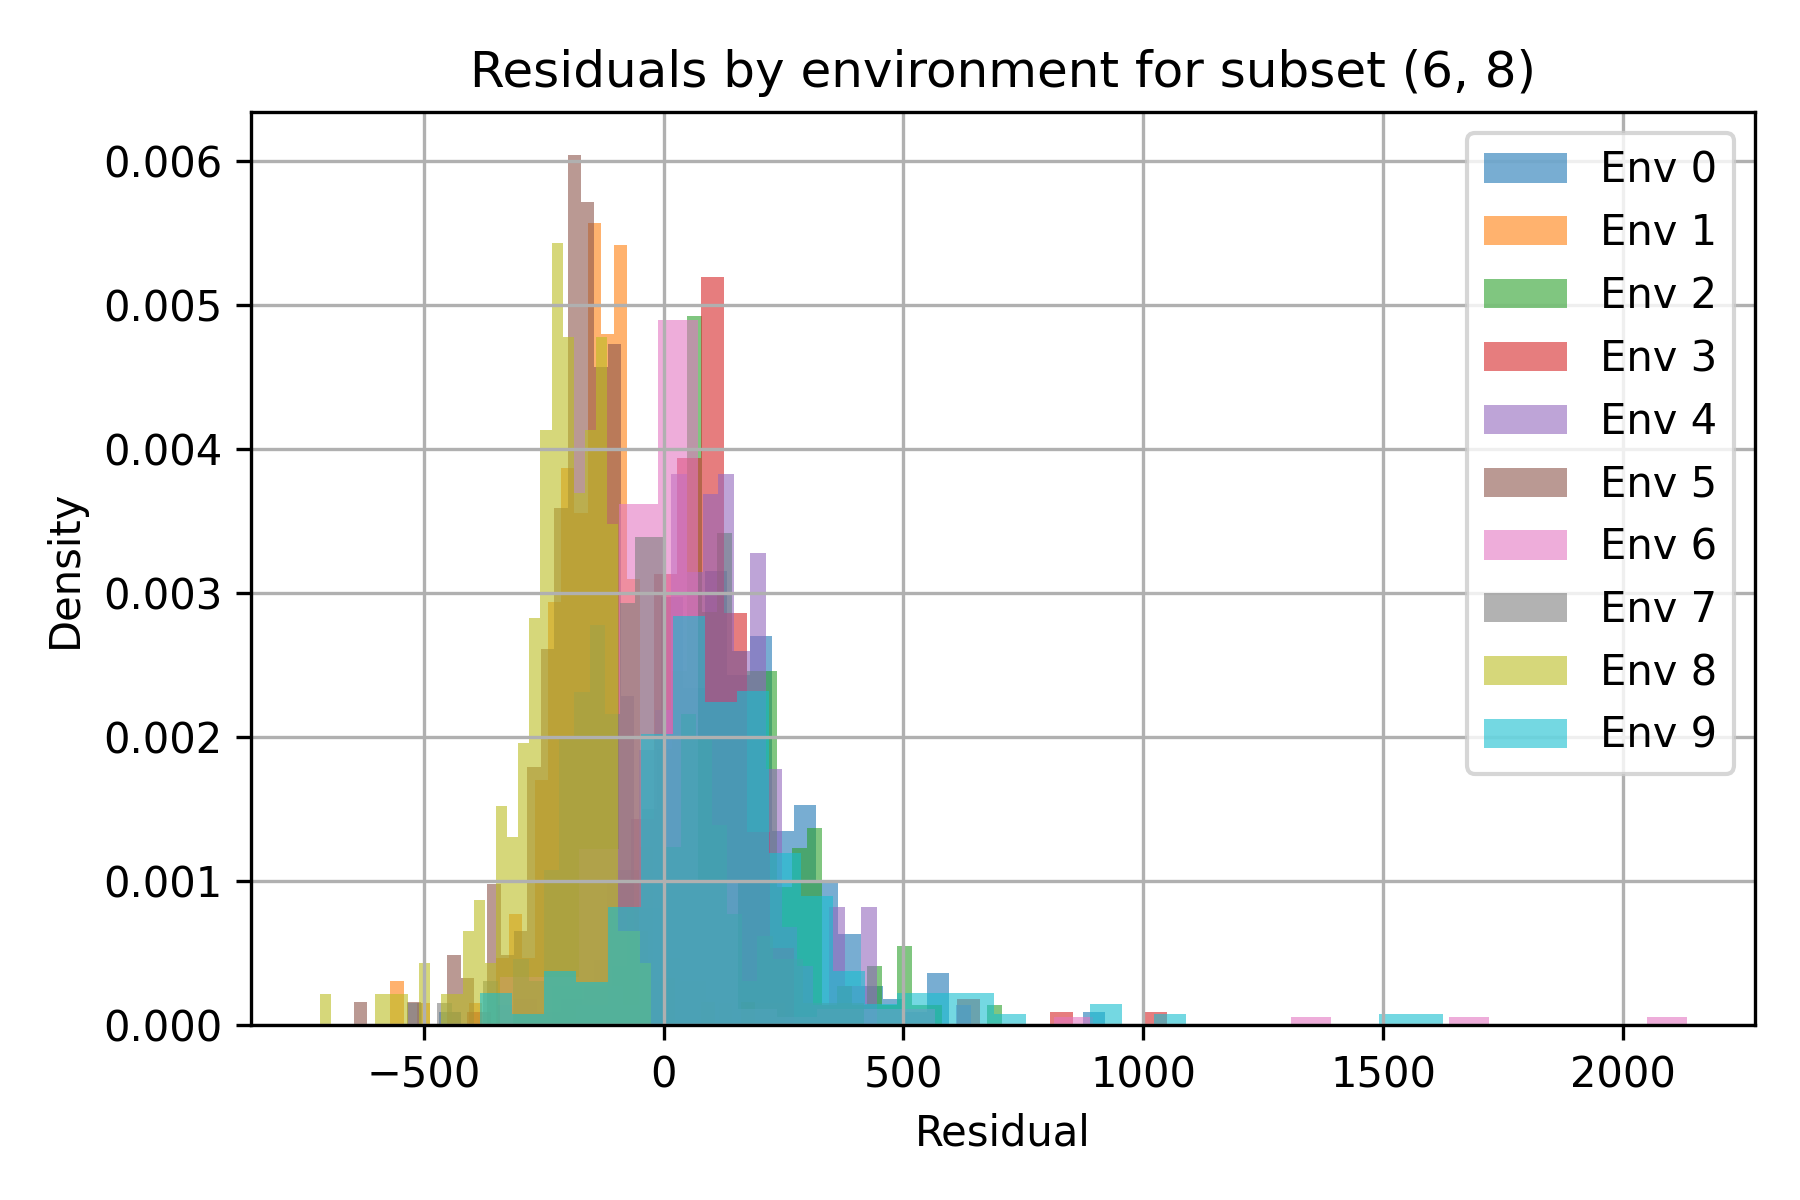 Residuals by environment for subset (6, 8)
0.006
0.005
0.004
0.003
0.002
0.001
0.000
Density
−500
0
500
1000
1500
2000
Residual
Env 0
Env 1
Env 2
Env 3
Env 4
Env 5
Env 6
Env 7
Env 8
Env 9